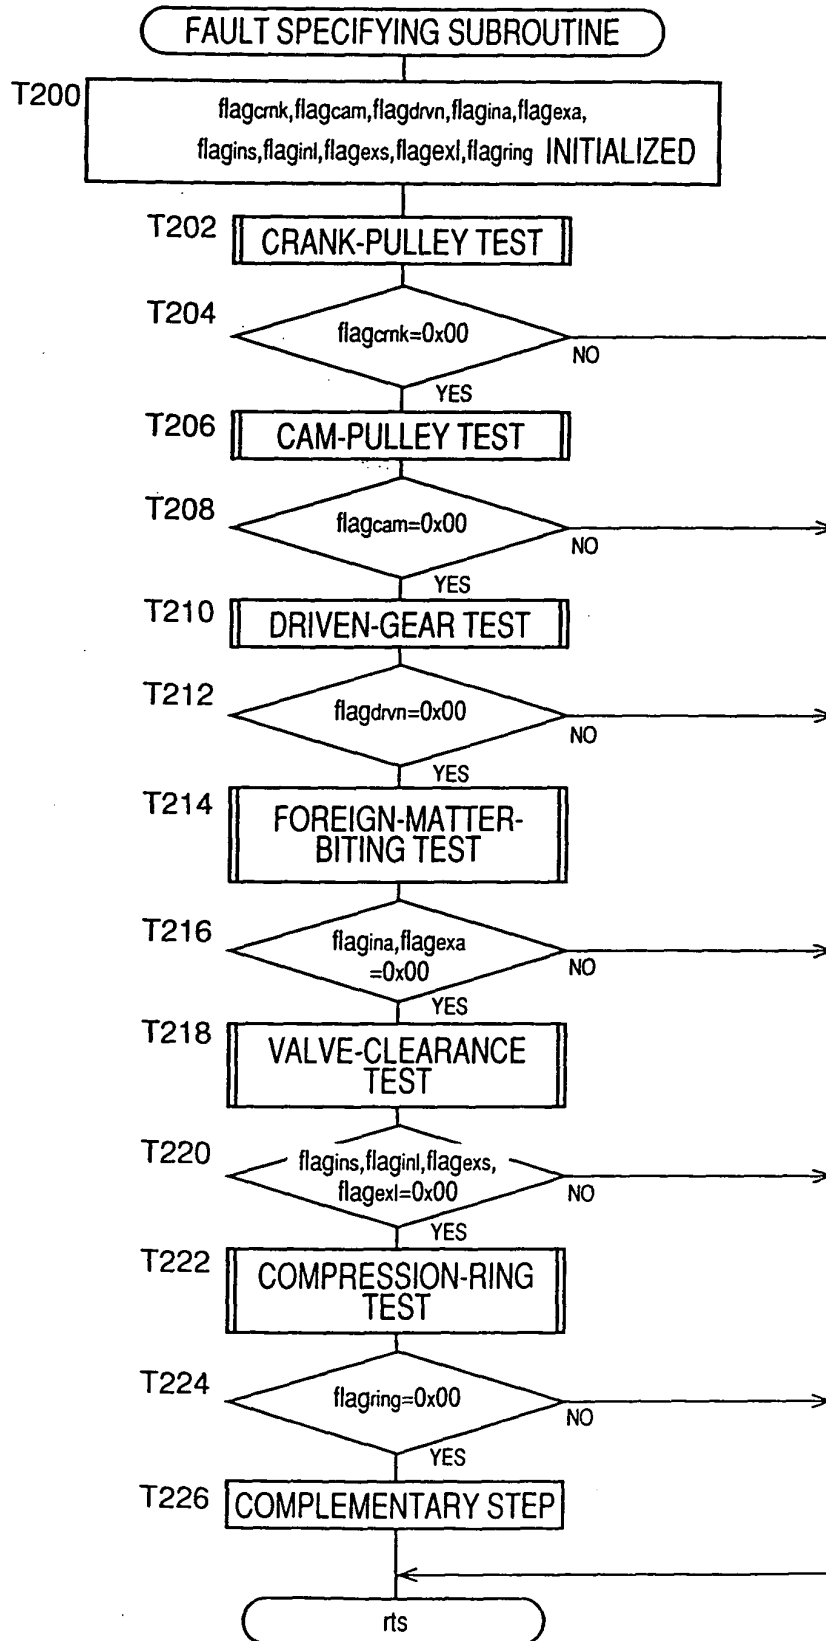 FAULT SPECIFYING SUBROUTINE
T200
flagcrnk,flagcam,flagdrvn,flagina,flagexa,
flagins,flaginl,flagexs,flagexl,flagring INITIALIZED
T202
CRANK-PULLEY TEST
T204
flagcrnk=0x00
NO
YES
T206
CAM-PULLEY TEST
T208
flagcam=0x00
NO
YES
T210
DRIVEN-GEAR TEST
T212
flagdrvn=0x00
NO
YES
T214
FOREIGN-MATTER-
BITING TEST
T216
flagina,flagexa
=0x00
NO
YES
T218
VALVE-CLEARANCE
TEST
T220
flagins,flaginl,flagexs,
flagexl=0x00
NO
YES
T222
COMPRESSION-RING
TEST
T224
flagring=0x00
NO
YES
T226
COMPLEMENTARY STEP
rts